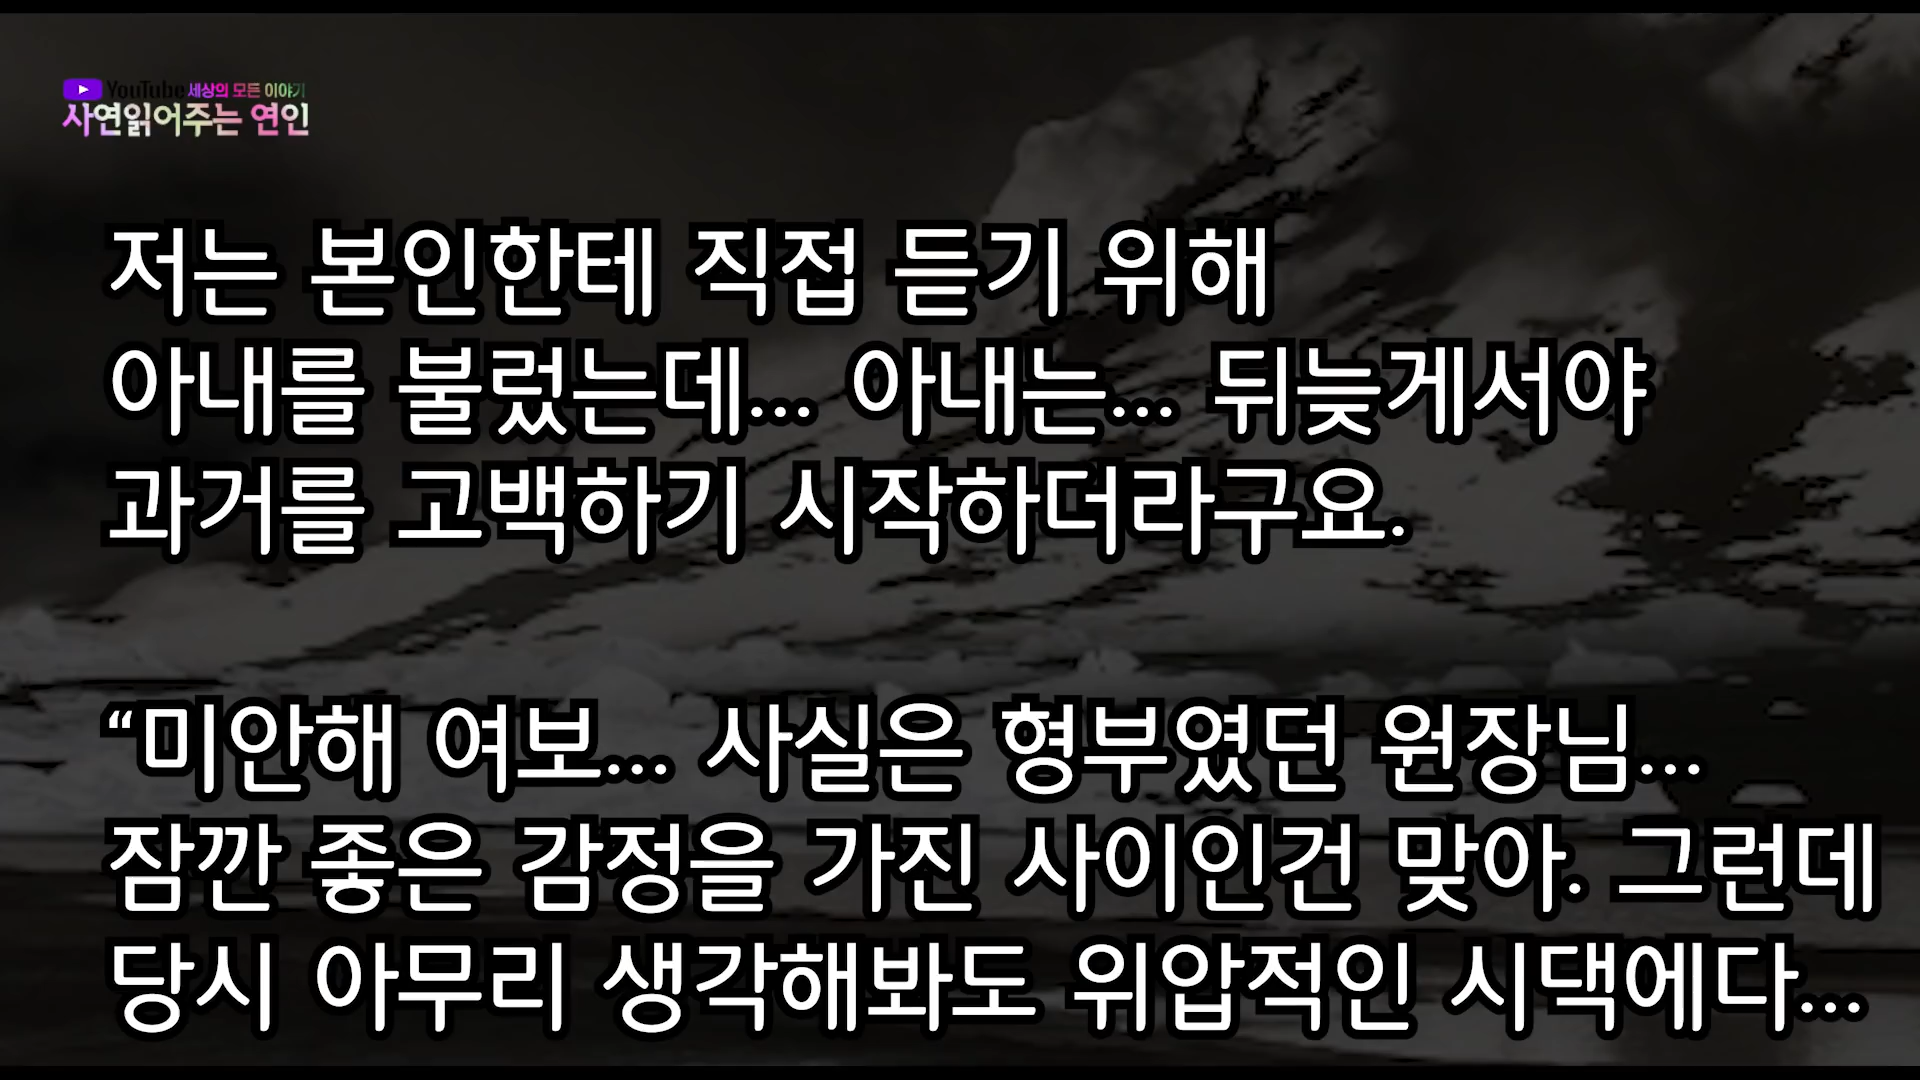 YouTube 세상의 모든 이야기
사연읽어주는 연인
저는 본인한테 직접 듣기 위해
아내를 불렀는데... 아내는... 뒤늦게서야
과거를 고백하기 시작하더라구요.
“미안해 여보... 사실은 형부였던 원장님...
잠깐 좋은 감정을 가진 사이인건 맞아. 그런데
당시 아무리 생각해봐도 위압적인 시댁에다...